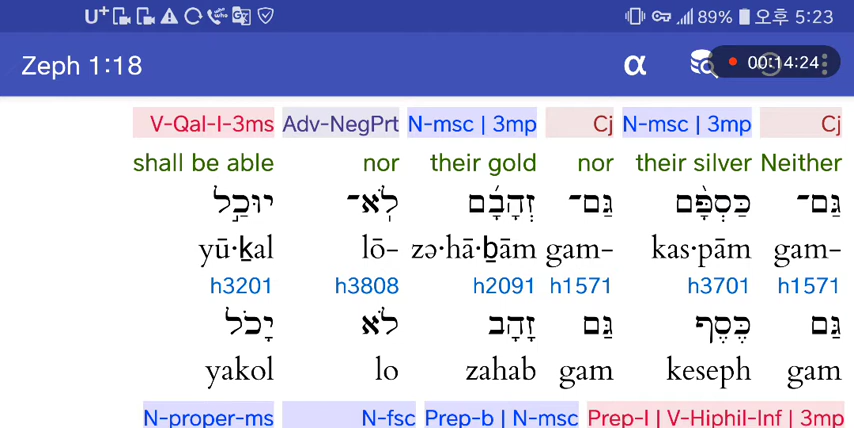 U+ 89% 오후 5:23
Zeph 1:18 α 00:14:24
V-Qal-I-3ms Adv-NegPrt N-msc | 3mp Cj N-msc | 3mp Cj
shall be able nor their gold nor their silver Neither
גַּם־ כַּסְפָּ֨ם גַּם־ זְהָבָ֜ם לֹֽא־ יוּכַ֣ל
yū·ḵal lō- zə·hā·ḇām gam- kas·pām gam-
h3201 h3808 h2091 h1571 h3701 h1571
גַּם כֶּסֶף גַּם זָהָב לֹא יָכֹל
yakol lo zahab gam keseph gam
N-proper-ms N-fsc Prep-b | N-msc Prep-l | V-Hiphil-Inf | 3mp